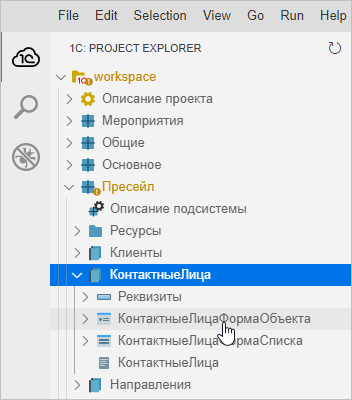 File Edit Selection View Go Run Help
1C: PROJECT EXPLORER
1С workspace
Описание проекта
Мероприятия
Общие
Основное
Пресейл
Описание подсистемы
Ресурсы
Клиенты
КонтактныеЛица
Реквизиты
КонтактныеЛицаФормаОбъекта
КонтактныеЛицаФормаСписка
КонтактныеЛица
Направления